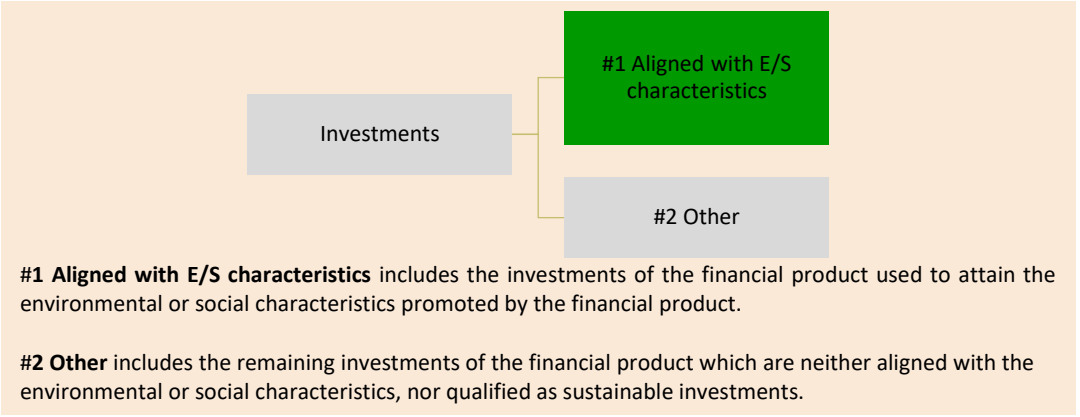 #1 Aligned with E/S
characteristics
Investments
#2 Other
#1 Aligned with E/S characteristics includes the investments of the financial product used to attain the
environmental or social characteristics promoted by the financial product.
#2 Other includes the remaining investments of the financial product which are neither aligned with the
environmental or social characteristics, nor qualified as sustainable investments.